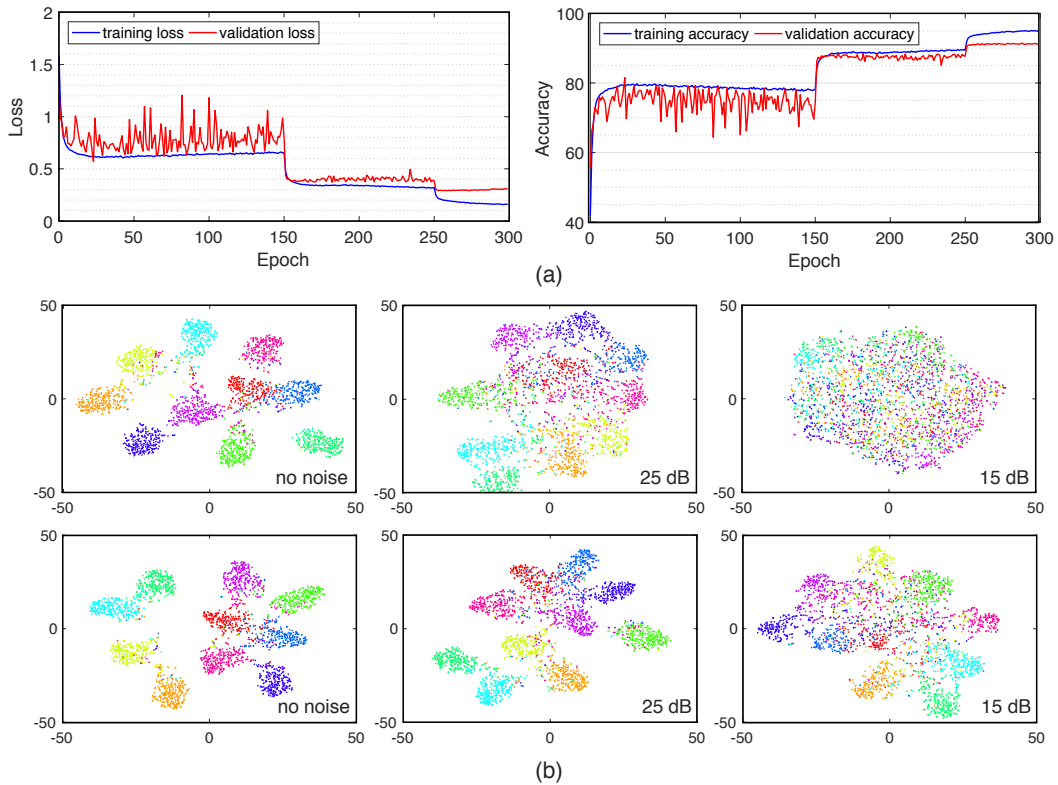 2
1.5
1
0.5
0
training loss
validation loss
Loss
0 50 100 150 200 250 300
Epoch
100
80
60
40
training accuracy
validation accuracy
Accuracy
0 50 100 150 200 250 300
Epoch
(a)
50
0
-50
no noise
-50 0 50
50
0
-50
25 dB
-50 0 50
50
0
-50
15 dB
-50 0 50
50
0
-50
no noise
-50 0 50
50
0
-50
25 dB
-50 0 50
50
0
-50
15 dB
-50 0 50
(b)